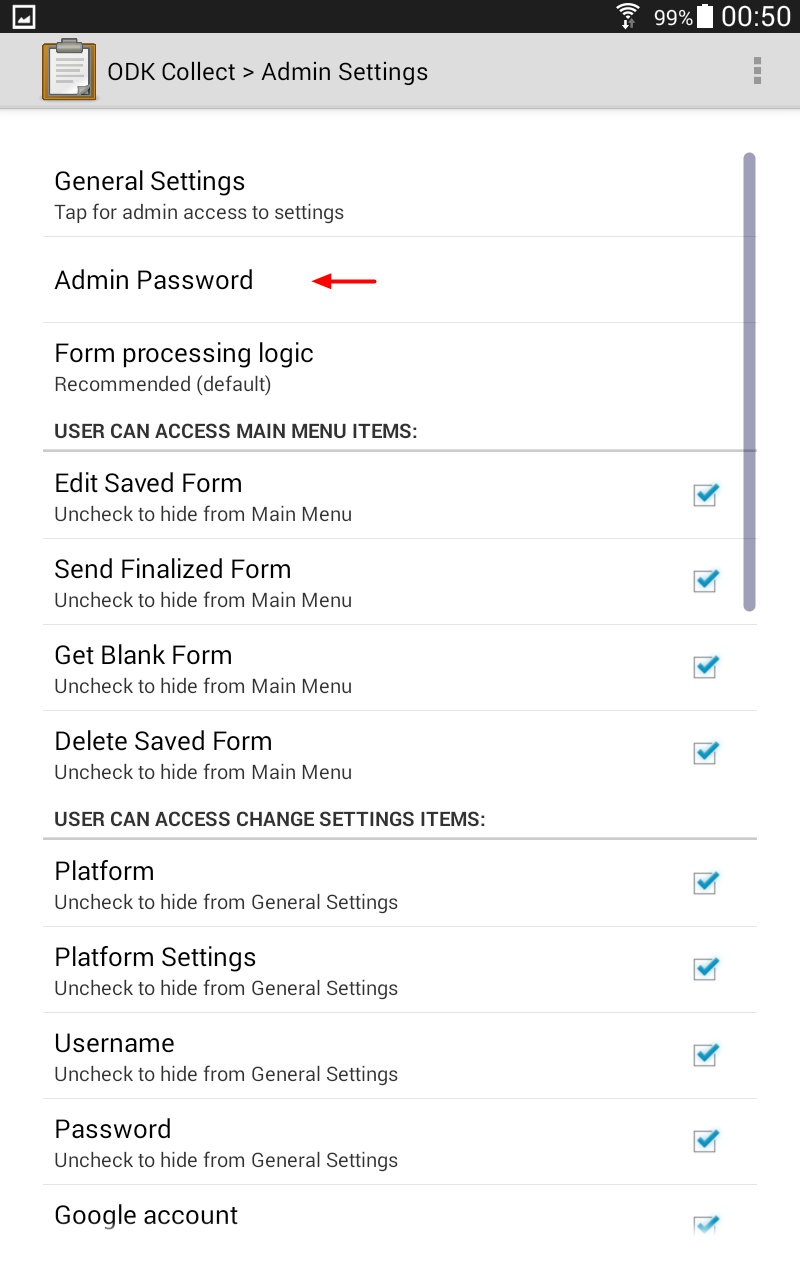 99% 00:50
ODK Collect > Admin Settings
General Settings
Tap for admin access to settings
Admin Password
Form processing logic
Recommended (default)
USER CAN ACCESS MAIN MENU ITEMS:
Edit Saved Form
Uncheck to hide from Main Menu
Send Finalized Form
Uncheck to hide from Main Menu
Get Blank Form
Uncheck to hide from Main Menu
Delete Saved Form
Uncheck to hide from Main Menu
USER CAN ACCESS CHANGE SETTINGS ITEMS:
Platform
Uncheck to hide from General Settings
Platform Settings
Uncheck to hide from General Settings
Username
Uncheck to hide from General Settings
Password
Uncheck to hide from General Settings
Google account